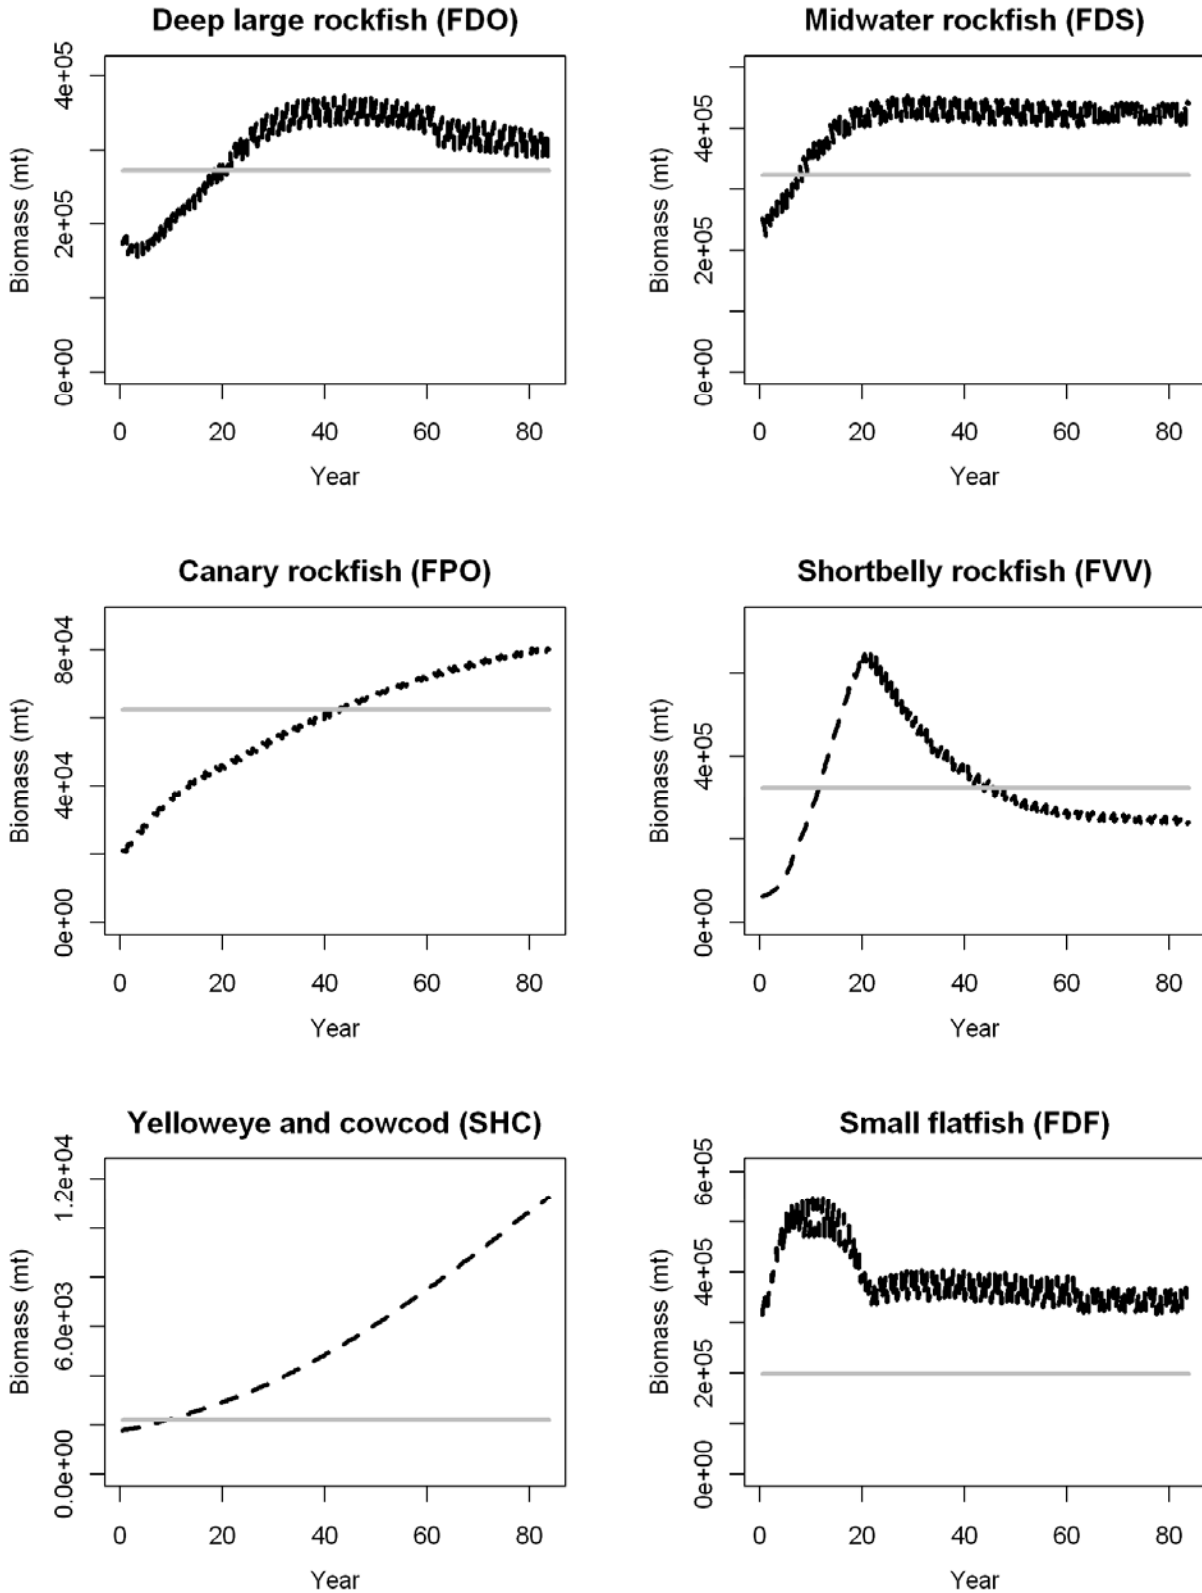 Deep large rockfish (FDO)
Biomass (mt)
4e+05
2e+05
0e+00
0 20 40 60 80
Year
Midwater rockfish (FDS)
Biomass (mt)
4e+05
2e+05
0e+00
0 20 40 60 80
Year
Canary rockfish (FPO)
Biomass (mt)
8e+04
4e+04
0e+00
0 20 40 60 80
Year
Shortbelly rockfish (FVV)
Biomass (mt)
4e+05
0e+00
0 20 40 60 80
Year
Yelloweye and cowcod (SHC)
Biomass (mt)
1.2e+04
6.0e+03
0.0e+00
0 20 40 60 80
Year
Small flatfish (FDF)
Biomass (mt)
6e+05
4e+05
2e+05
0e+00
0 20 40 60 80
Year